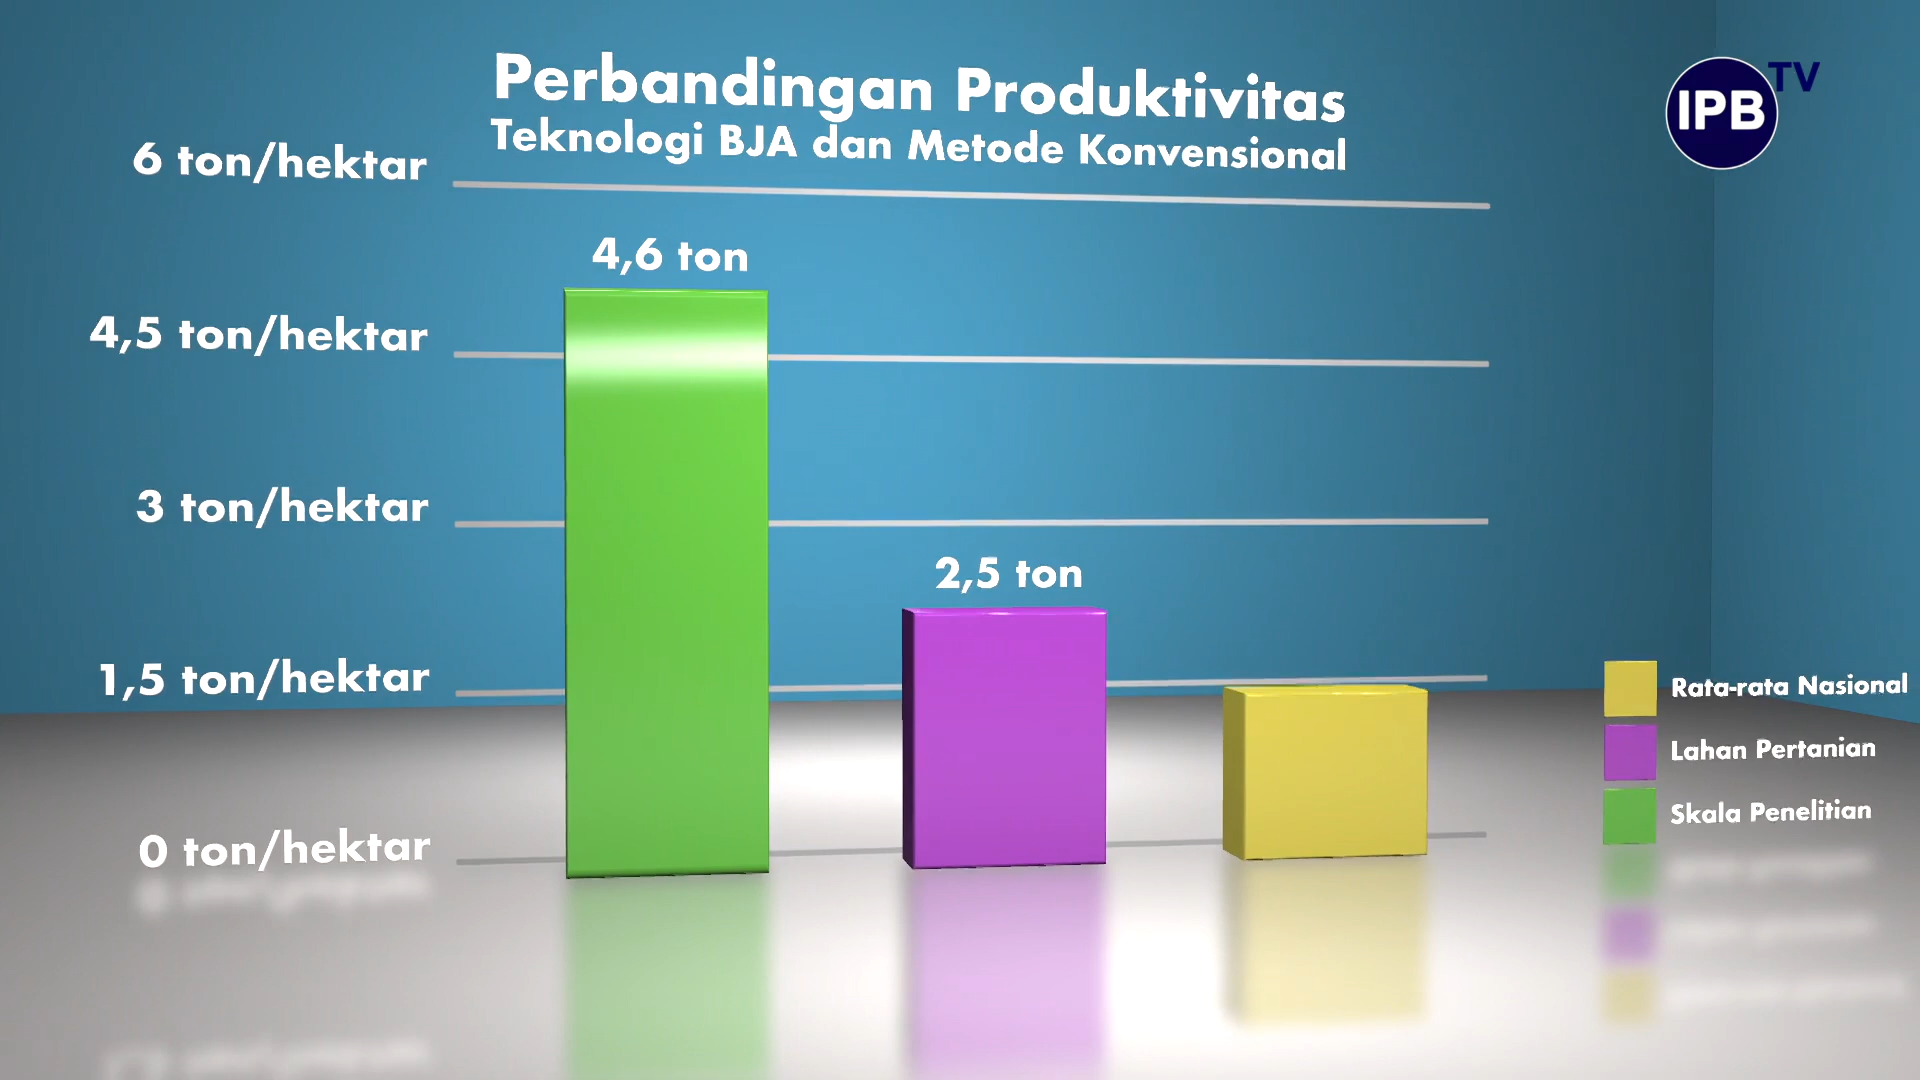 Perbandingan Produktivitas
Teknologi BJA dan Metode Konvensional
IPB TV
6 ton/hektar
4,6 ton
4,5 ton/hektar
3 ton/hektar
2,5 ton
1,5 ton/hektar
Rata-rata Nasional
Lahan Pertanian
Skala Penelitian
0 ton/hektar